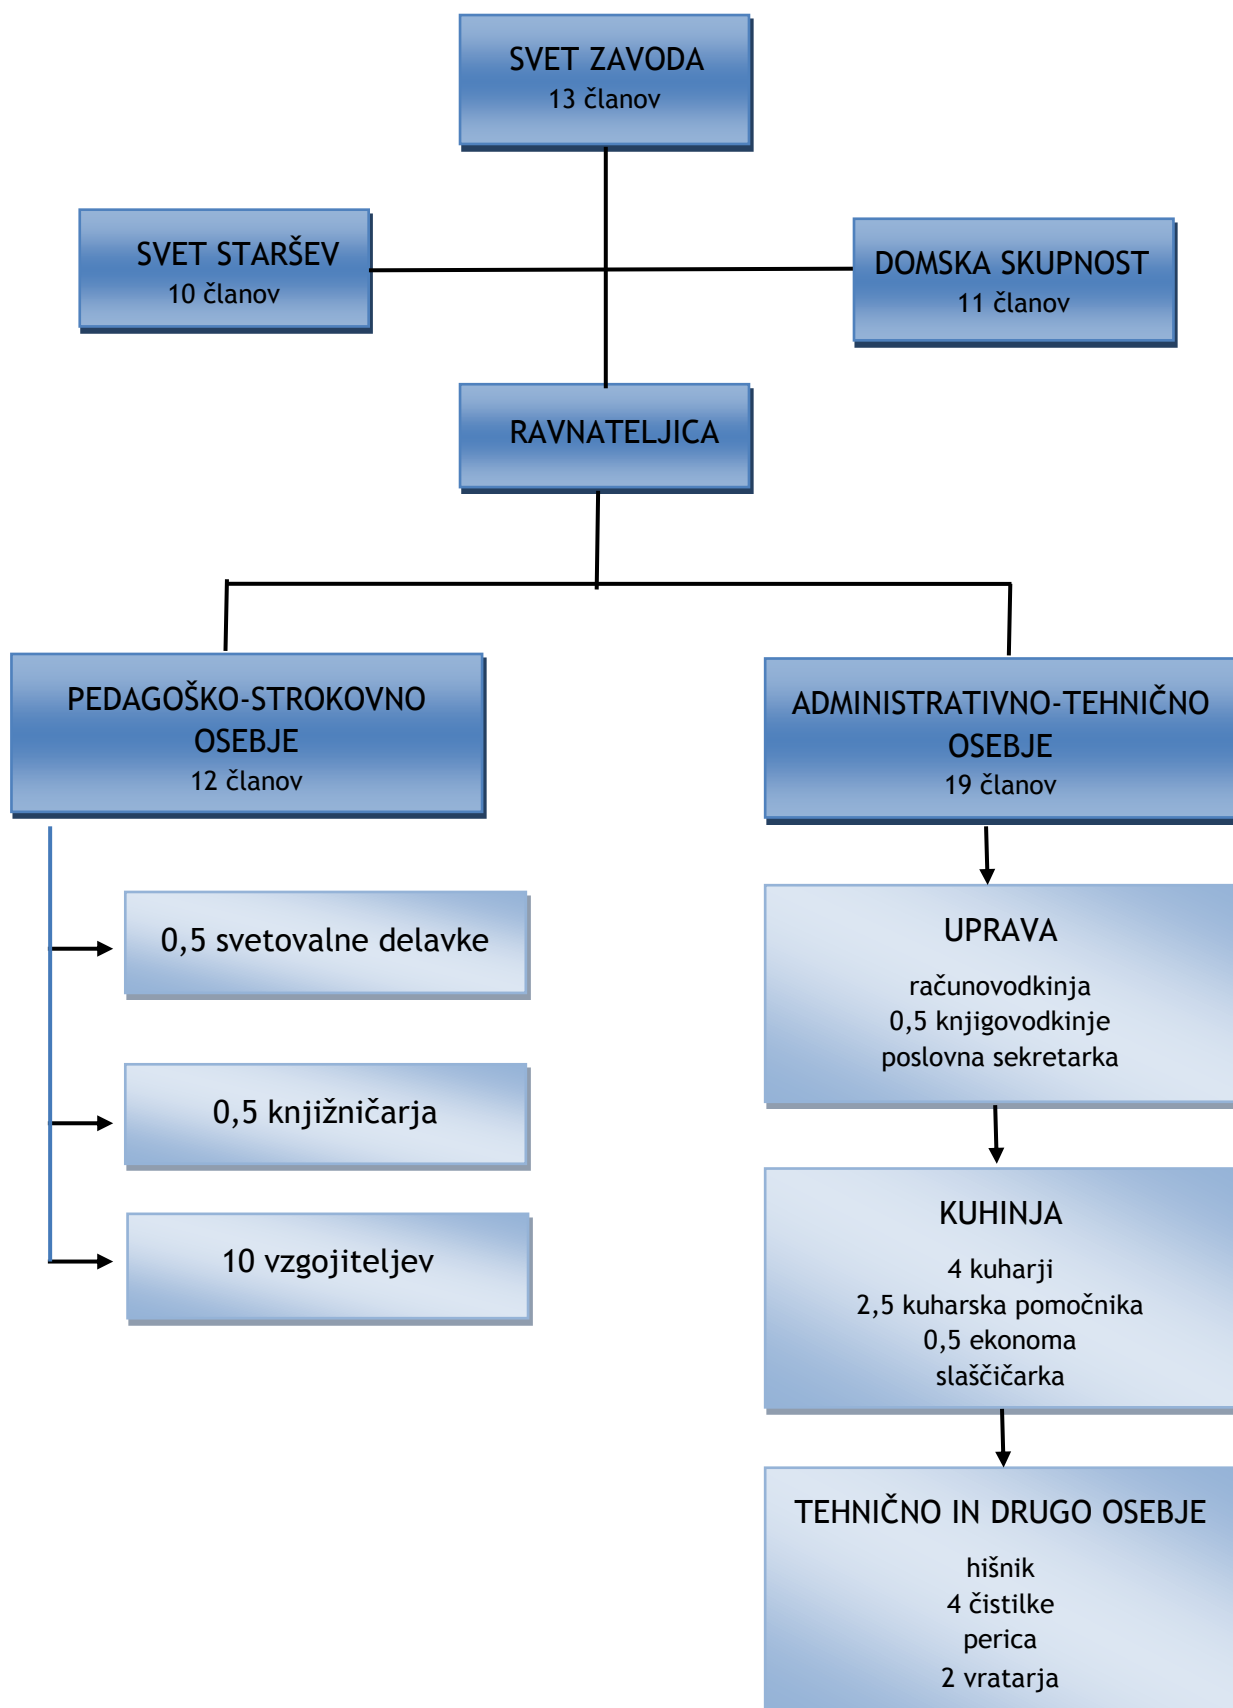 SVET ZAVODA
13 članov
SVET STARŠEV
10 članov
DOMSKA SKUPNOST
11 članov
RAVNATELJICA
PEDAGOŠKO-STROKOVNO
OSEBJE
12 članov
0,5 svetovalne delavke
0,5 knjižničarja
10 vzgojiteljev
ADMINISTRATIVNO-TEHNIČNO
OSEBJE
19 članov
UPRAVA
računovodkinja
0,5 knjigovodkinje
poslovna sekretarka
KUHINJA
4 kuharji
2,5 kuharska pomočnika
0,5 ekonoma
slaščičarka
TEHNIČNO IN DRUGO OSEBJE
hišnik
4 čistilke
perica
2 vratarja